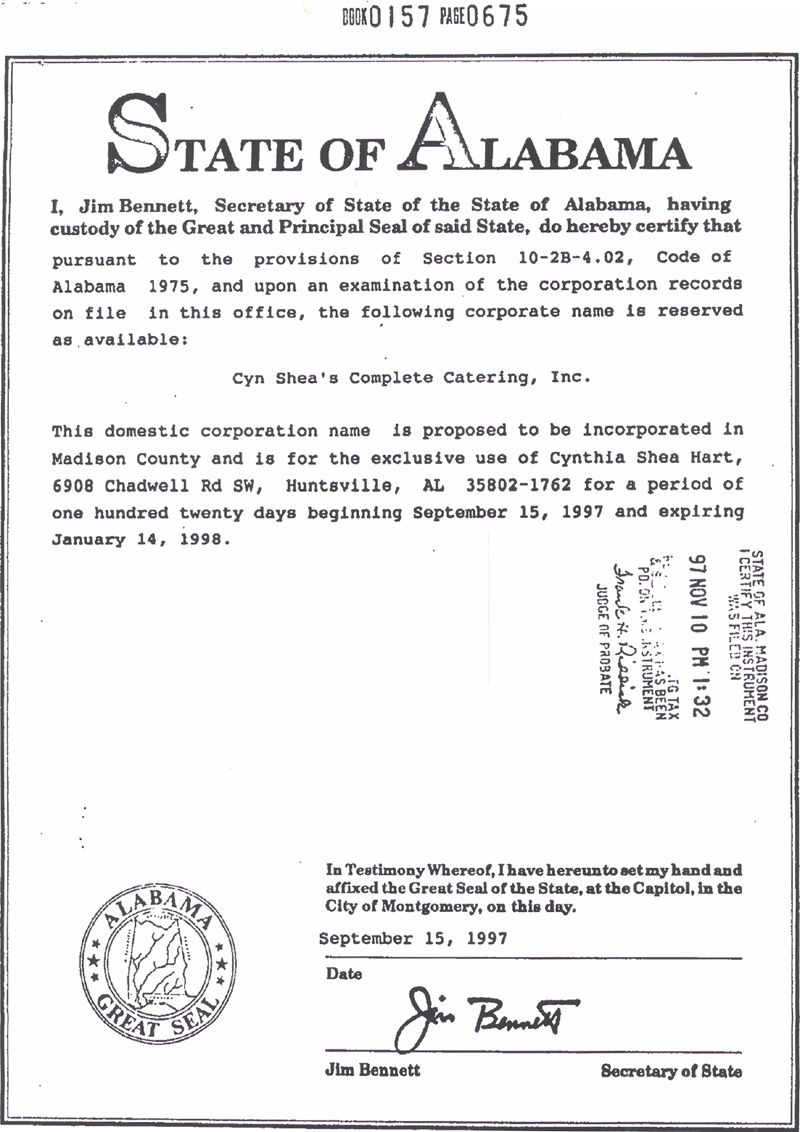 BOOK 0157 PAGE 0675
STATE OF ALABAMA
I, Jim Bennett, Secretary of State of the State of Alabama, having
custody of the Great and Principal Seal of said State, do hereby certify that
pursuant to the provisions of Section 10-2B-4.02, Code of
Alabama 1975, and upon an examination of the corporation records
on file in this office, the following corporate name is reserved
as available:
Cyn Shea's Complete Catering, Inc.
This domestic corporation name is proposed to be incorporated in
Madison County and is for the exclusive use of Cynthia Shea Hart,
6908 Chadwell Rd SW, Huntsville, AL 35802-1762 for a period of
one hundred twenty days beginning September 15, 1997 and expiring
January 14, 1998.
STATE OF ALA. MADISON CO
I CERTIFY THIS INSTRUMENT
WAS FILED ON
97 NOV 10 PM 1:32
TAX
BEEN
INSTRUMENT
Frank H. Riddick
JUDGE OF PROBATE
In Testimony Whereof, I have hereunto set my hand and
affixed the Great Seal of the State, at the Capitol, in the
City of Montgomery, on this day.
September 15, 1997
Date
ALABAMA
GREAT SEAL
Jim Bennett
Jim Bennett Secretary of State